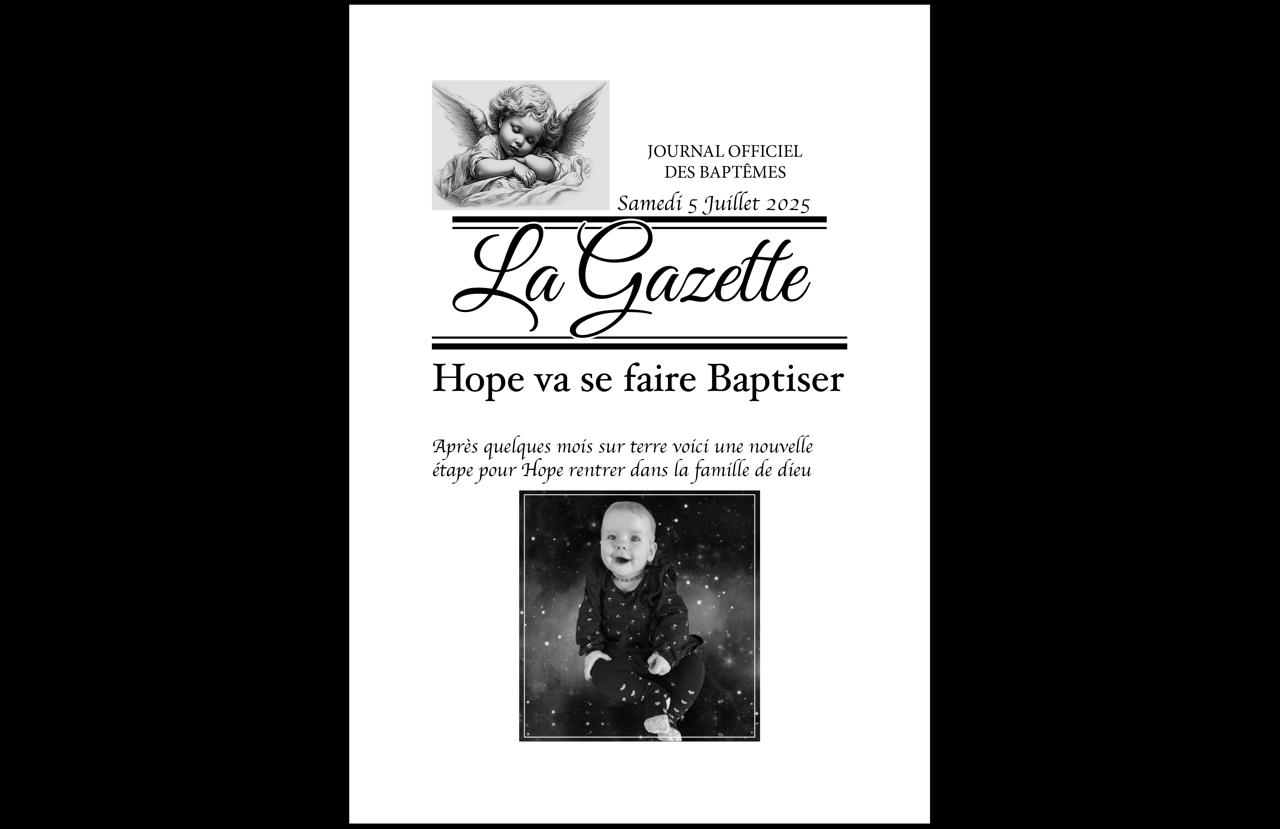 JOURNAL OFFICIEL
DES BAPTÊMES
Samedi 5 Juillet 2025
La Gazette
Hope va se faire Baptiser
Après quelques mois sur terre voici une nouvelle
étape pour Hope rentrer dans la famille de dieu